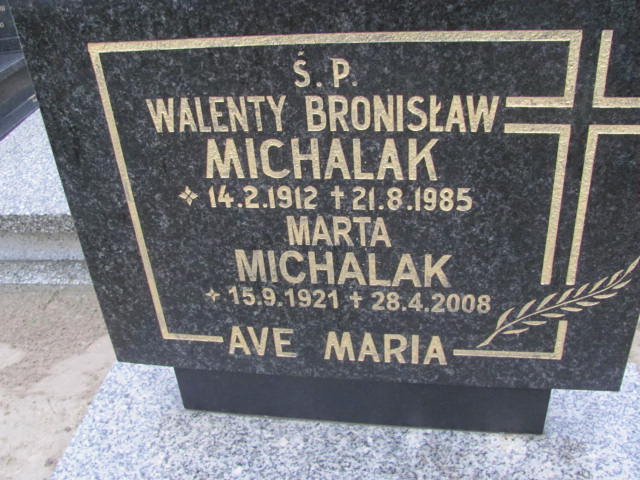 Ś.P.
WALENTY BRONISŁAW
MICHALAK
14.2.1912 † 21.8.1985
MARTA
MICHALAK
15.9.1921 † 28.4.2008
AVE MARIA